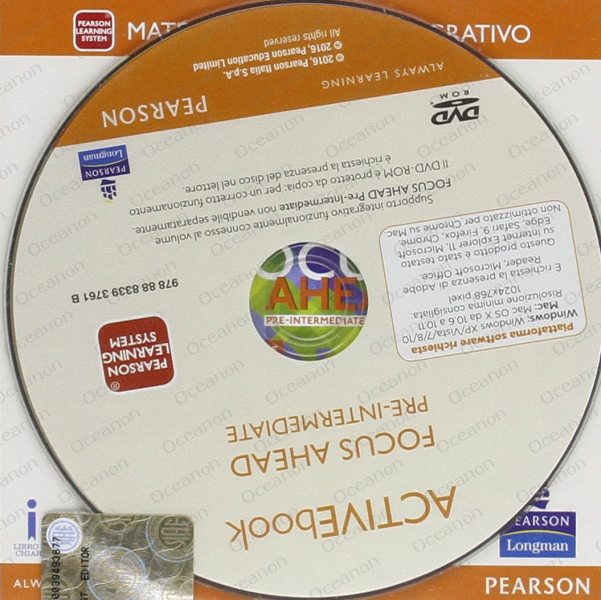 PEARSON
LEARNING
SYSTEM
®
MATE
GRATIVO
ACTIVEbook
FOCUS AHEAD
PRE-INTERMEDIATE
Piattaforma software richiesta
Windows: Windows XP/Vista/7/8/10
Mac: Mac OS X da 10.6 a 10.11
Risoluzione minima consigliata:
1024x768 pixel
È richiesta la presenza di Adobe
Reader, Microsoft Office.
Questo prodotto è stato testato
su Internet Explorer 11, Microsoft
Edge, Safari 9, Firefox, Chrome.
Non ottimizzato per Chrome su Mac
PEARSON
LEARNING
SYSTEM
®
978 88 8339 3761 B
Supporto integrativo funzionalmente connesso al volume
FOCUS AHEAD Pre-Intermediate non vendibile separatamente.
Il DVD-ROM è protetto da copia: per un corretto funzionamento
è richiesta la presenza del disco nel lettore.
PEARSON
Longman
DVD
ROM
PEARSON
ALWAYS LEARNING
© 2016, Pearson Italia S.p.A.
© 2016, Pearson Education Limited
All rights reserved
OCU
AHEA
PRE-INTERMEDIATE
LIBRO
CHIAR
EDITOR
PEARSON
Longman
ALW
PEARSON
Oceanon